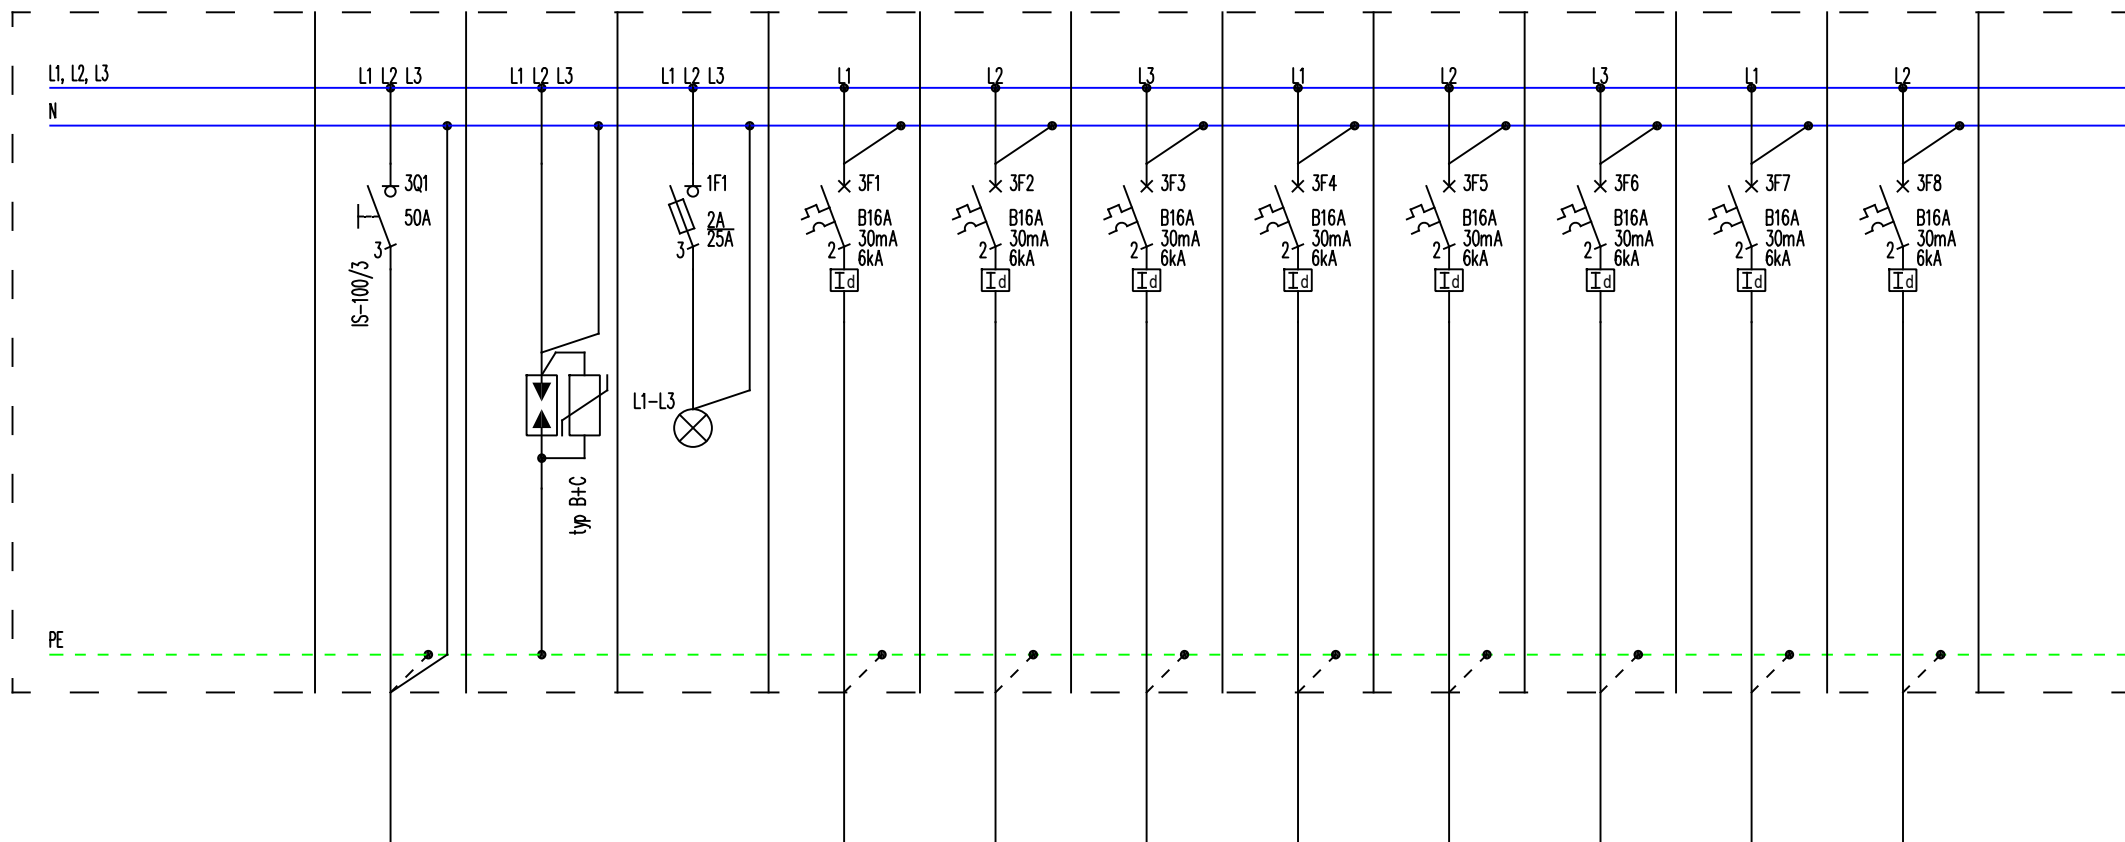 L1, L2, L3
N
L1 L2 L3
L1 L2 L3
L1 L2 L3
L1
L2
L3
L1
L2
L3
L1
L2
3Q1
50A
3
IS-100/3
typ B+C
1F1
2A
25A
3
L1-L3
3F1
B16A
30mA
6kA
2
Id
3F2
B16A
30mA
6kA
2
Id
3F3
B16A
30mA
6kA
2
Id
3F4
B16A
30mA
6kA
2
Id
3F5
B16A
30mA
6kA
2
Id
3F6
B16A
30mA
6kA
2
Id
3F7
B16A
30mA
6kA
2
Id
3F8
B16A
30mA
6kA
2
Id
PE